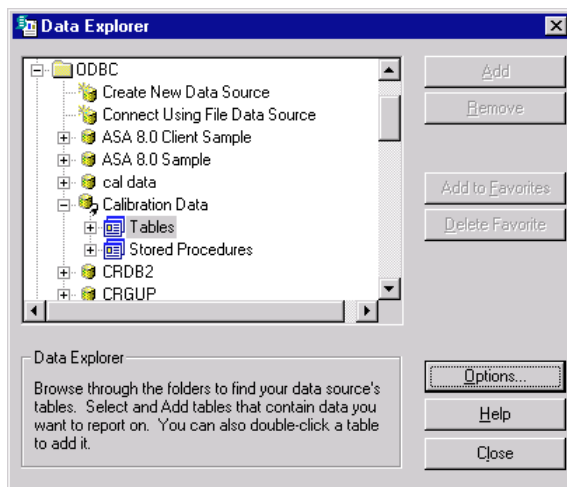 Data Explorer
ODBC
Create New Data Source
Connect Using File Data Source
ASA 8.0 Client Sample
ASA 8.0 Sample
cal data
Calibration Data
Tables
Stored Procedures
CRDB2
CRGUP
Add
Remove
Add to Favorites
Delete Favorite
Data Explorer
Browse through the folders to find your data source's
tables. Select and Add tables that contain data you
want to report on. You can also double-click a table
to add it.
Options...
Help
Close